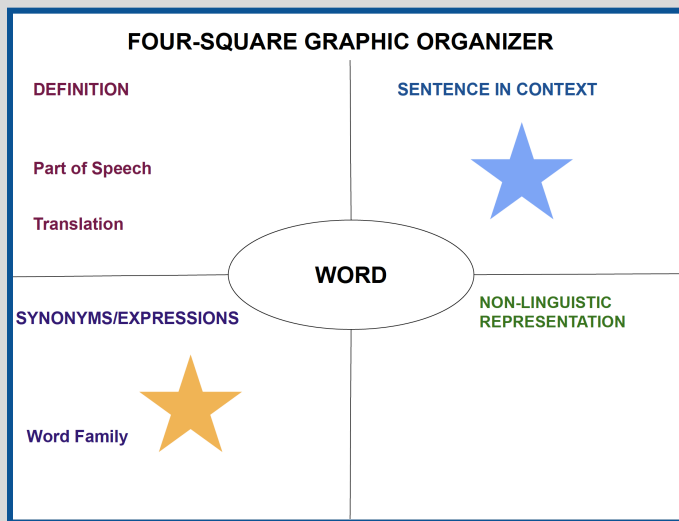 FOUR-SQUARE GRAPHIC ORGANIZER
DEFINITION
Part of Speech
Translation
SENTENCE IN CONTEXT
WORD
SYNONYMS/EXPRESSIONS
Word Family
NON-LINGUISTIC
REPRESENTATION